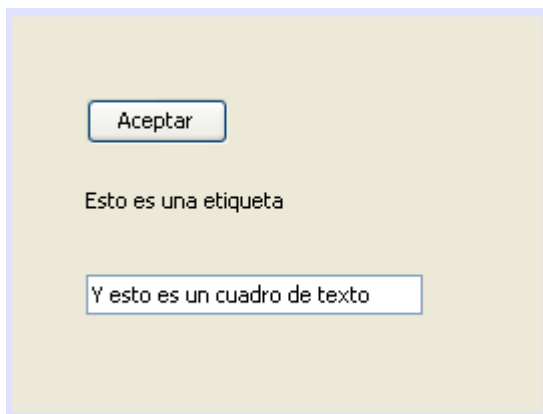 Aceptar
Esto es una etiqueta
Y esto es un cuadro de texto